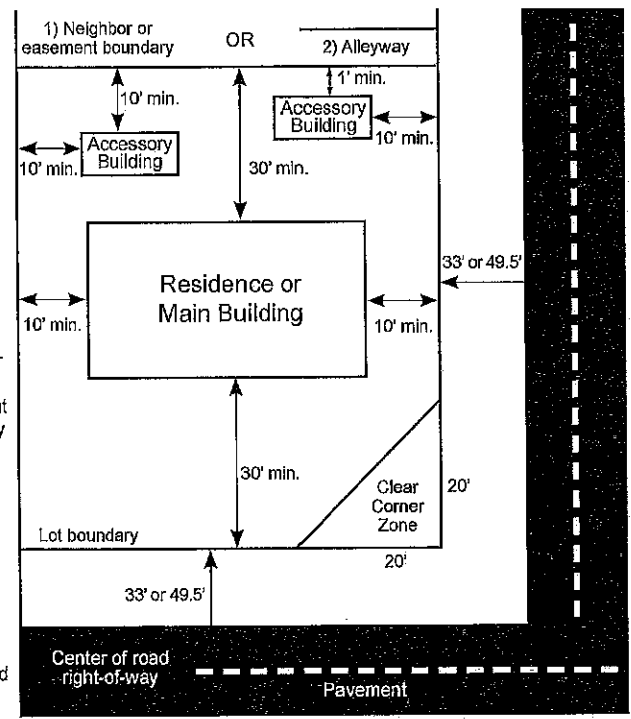 1) Neighbor or
easement boundary
OR
2) Alleyway
10' min.
1' min.
Accessory
Building
10' min.
Accessory
Building
10' min.
30' min.
33' or 49.5'
Residence or
Main Building
10' min.
10' min.
30' min.
Clear
Corner
Zone
20'
Lot boundary
20'
33' or 49.5'
Center of road
right-of-way
Pavement